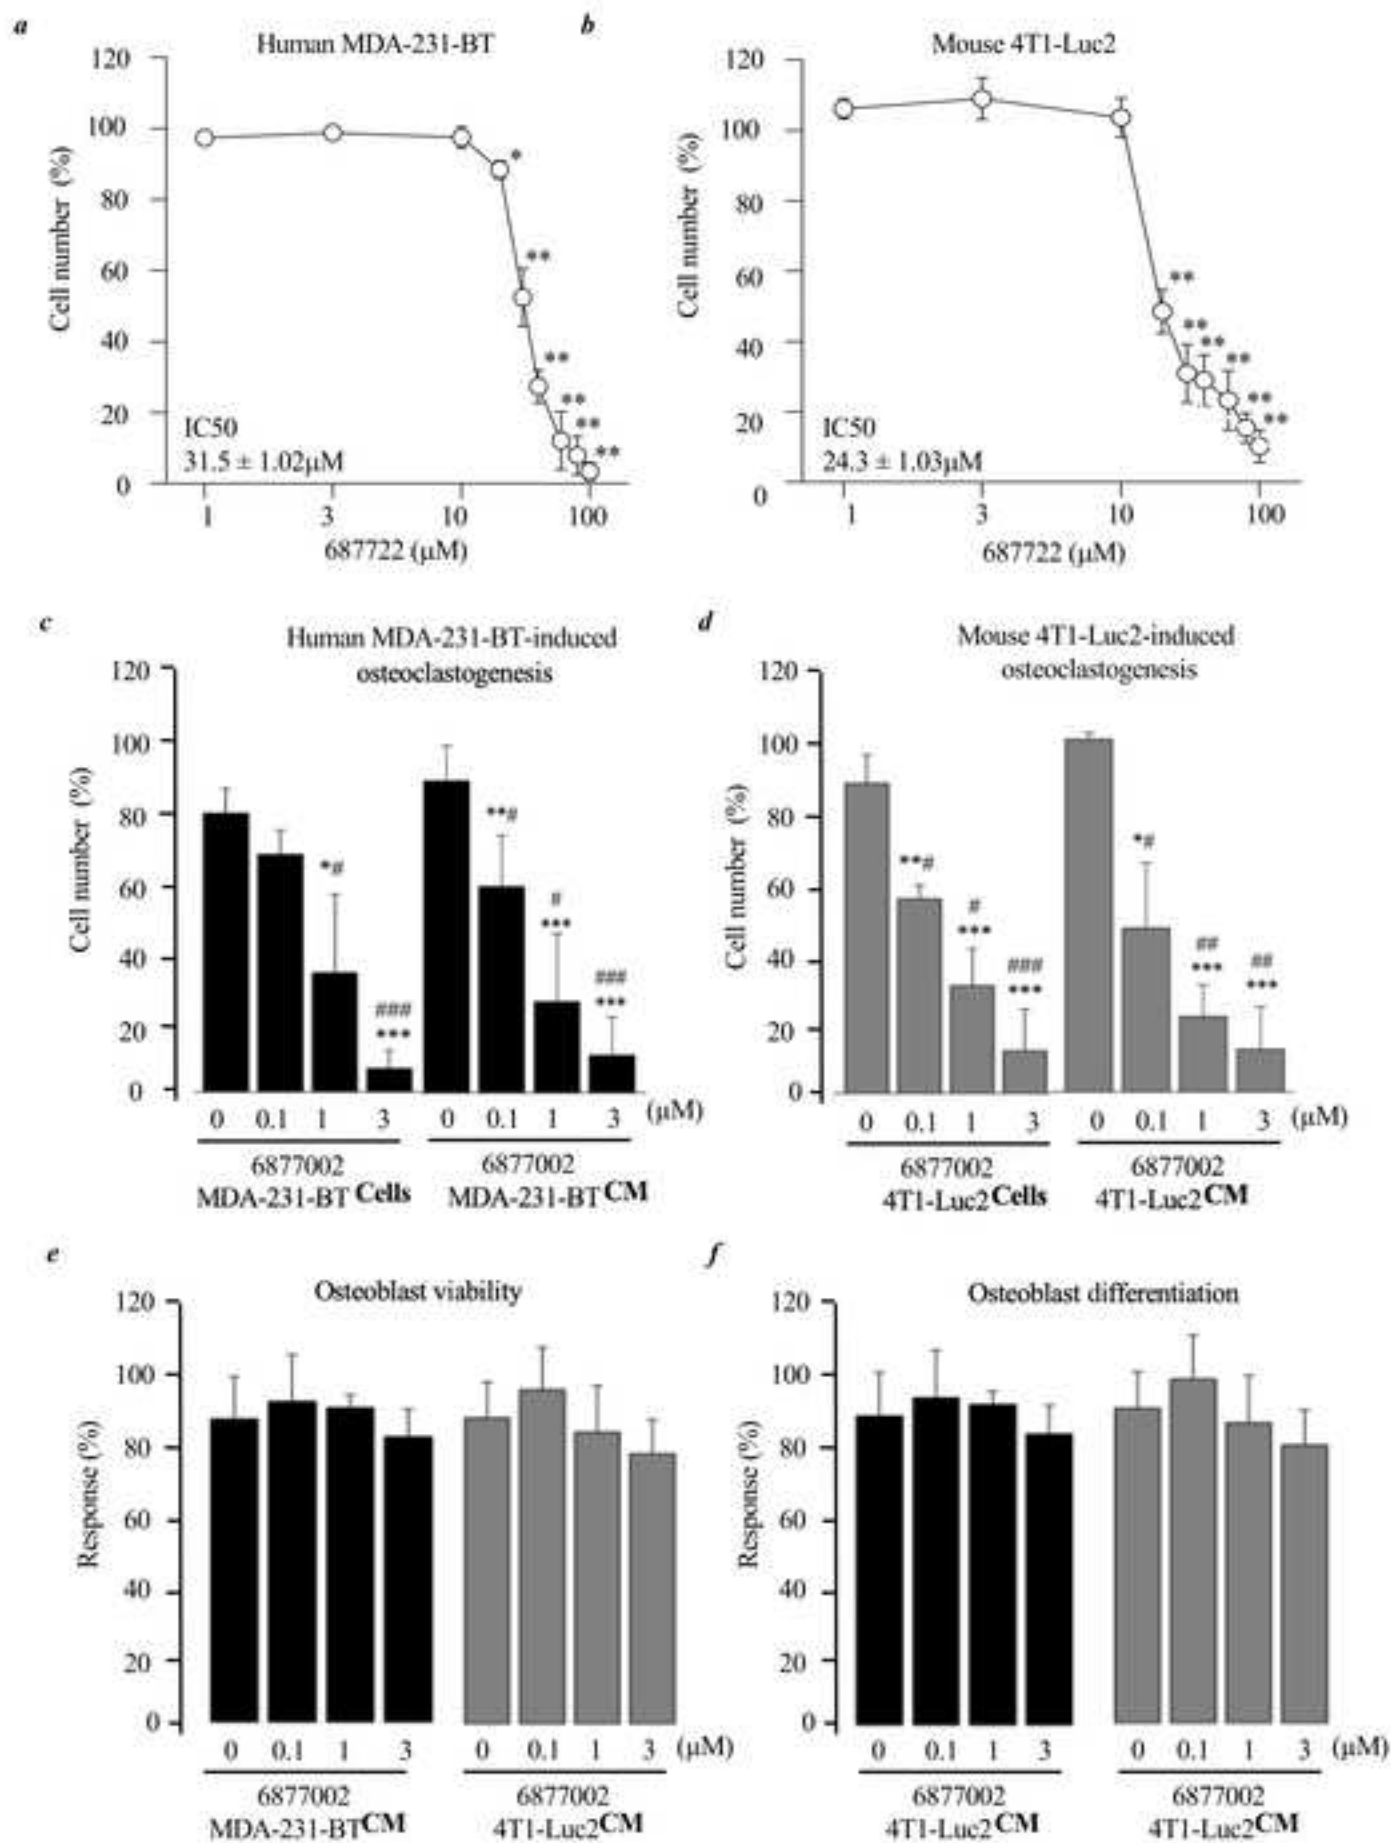 a
Human MDA-231-BT
120
100
80
60
40
20
0
Cell number (%)
*
**
**
**
**
**
IC50
31.5 ± 1.02μM
1 3 10 100
687722 (μM)
b
Mouse 4T1-Luc2
120
100
80
60
40
20
0
Cell number (%)
**
**
**
**
**
**
IC50
24.3 ± 1.03μM
1 3 10 100
687722 (μM)
c
Human MDA-231-BT-induced
osteoclastogenesis
120
100
80
60
40
20
0
Cell number (%)
*#
###
***
**#
#
***
###
***
0 0.1 1 3 0 0.1 1 3 (μM)
6877002 6877002
MDA-231-BT Cells MDA-231-BT CM
d
Mouse 4T1-Luc2-induced
osteoclastogenesis
120
100
80
60
40
20
0
Cell number (%)
**#
#
***
###
***
*#
##
***
##
***
0 0.1 1 3 0 0.1 1 3 (μM)
6877002 6877002
4T1-Luc2 Cells 4T1-Luc2 CM
e
Osteoblast viability
120
100
80
60
40
20
0
Response (%)
0 0.1 1 3 0 0.1 1 3 (μM)
6877002 6877002
MDA-231-BT CM 4T1-Luc2 CM
f
Osteoblast differentiation
120
100
80
60
40
20
0
Response (%)
0 0.1 1 3 0 0.1 1 3 (μM)
6877002 6877002
4T1-Luc2 CM 4T1-Luc2 CM